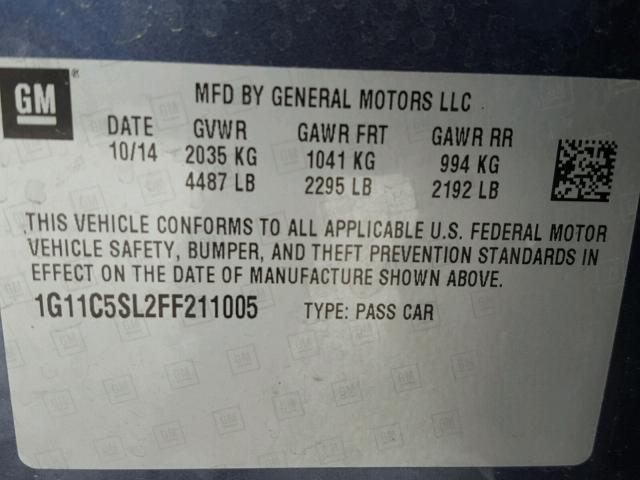 GM
MFD BY GENERAL MOTORS LLC
DATE GVWR GAWR FRT GAWR RR
10/14 2035 KG 1041 KG 994 KG
4487 LB 2295 LB 2192 LB
THIS VEHICLE CONFORMS TO ALL APPLICABLE U.S. FEDERAL MOTOR
VEHICLE SAFETY, BUMPER, AND THEFT PREVENTION STANDARDS IN
EFFECT ON THE DATE OF MANUFACTURE SHOWN ABOVE.
1G11C5SL2FF211005 TYPE: PASS CAR